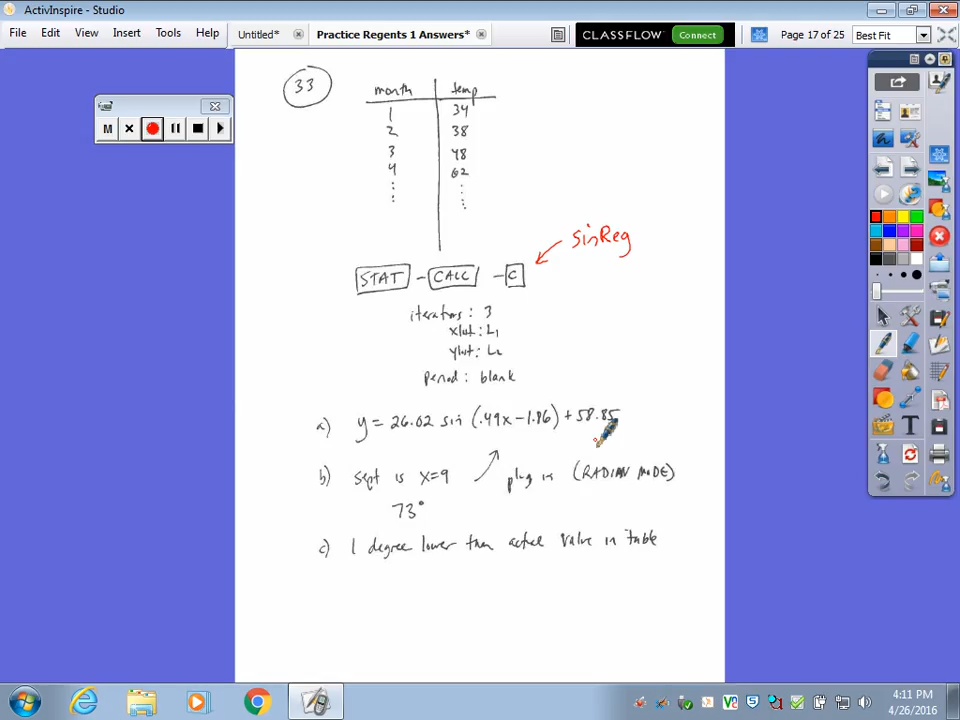 ActivInspire - Studio
File Edit View Insert Tools Help
Untitled* Practice Regents 1 Answers* CLASSFLOW Connect Page 17 of 25 Best Fit
M
33
month temp
1 34
2 38
3 48
4 62
STAT - CALC - C
sinReg
iterations: 3
xlist: L1
ylist: L2
period: blank
a) y = 26.02 sin (.49x - 1.86) + 58.85
b) sept is x=9 plug in (RADIAN MODE)
73°
c) 1 degree lower than actual value in table
4:11 PM
4/26/2016